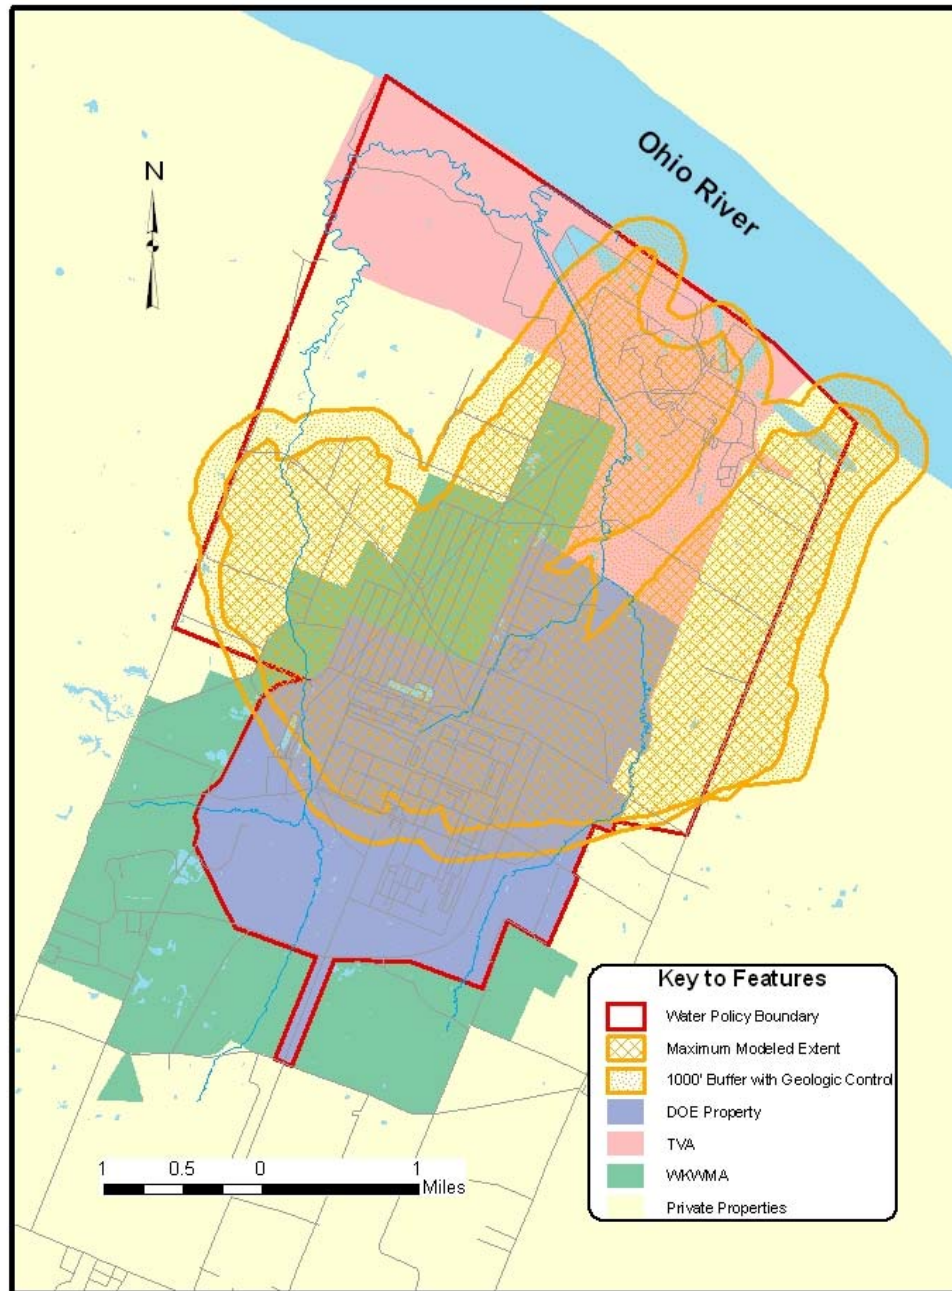 Ohio River
N
Key to Features
Water Policy Boundary
Maximum Modeled Extent
1000' Buffer with Geologic Control
DOE Property
TVA
WKWMA
Private Properties
1 0.5 0 1
Miles